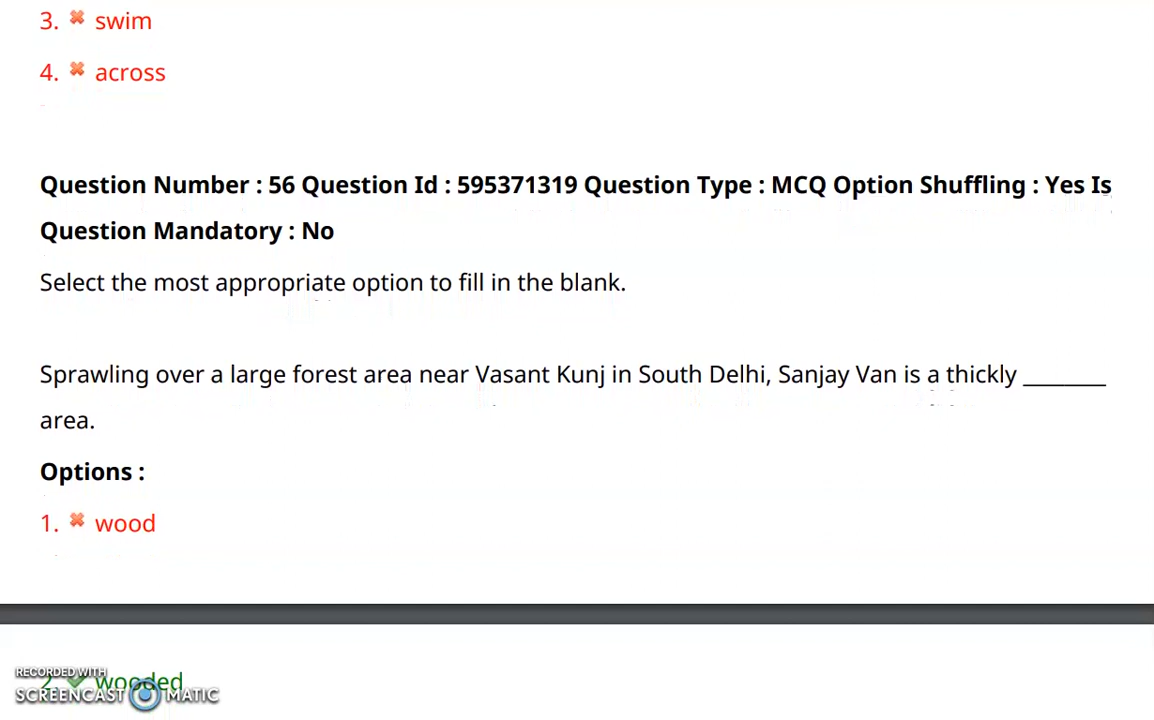 3. swim
4. across
Question Number : 56 Question Id : 595371319 Question Type : MCQ Option Shuffling : Yes Is
Question Mandatory : No
Select the most appropriate option to fill in the blank.
Sprawling over a large forest area near Vasant Kunj in South Delhi, Sanjay Van is a thickly ________
area.
Options :
1. wood
2. wooded
RECORDED WITH
SCREENCAST MATIC